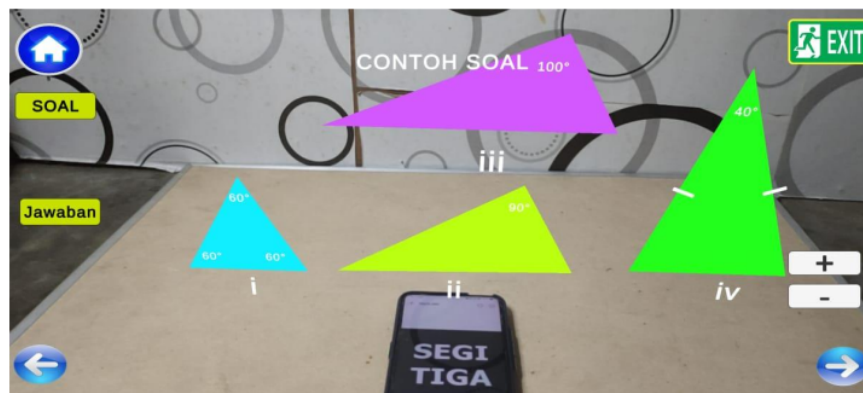 EXIT
CONTOH SOAL
100°
SOAL
40°
iii
60°
90°
Jawaban
60°
60°
i
ii
iv
+
-
SEGI
TIGA